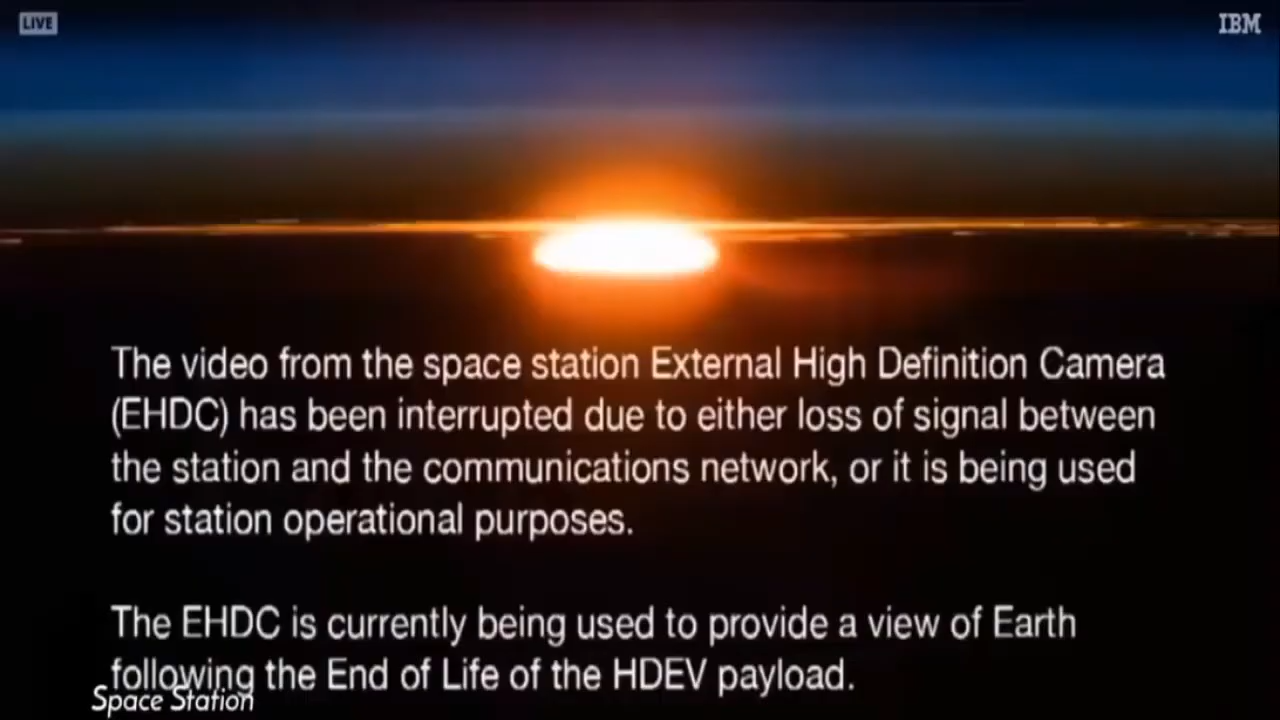 LIVE
IBM
The video from the space station External High Definition Camera
(EHDC) has been interrupted due to either loss of signal between
the station and the communications network, or it is being used
for station operational purposes.
The EHDC is currently being used to provide a view of Earth
following the End of Life of the HDEV payload.
Space Station